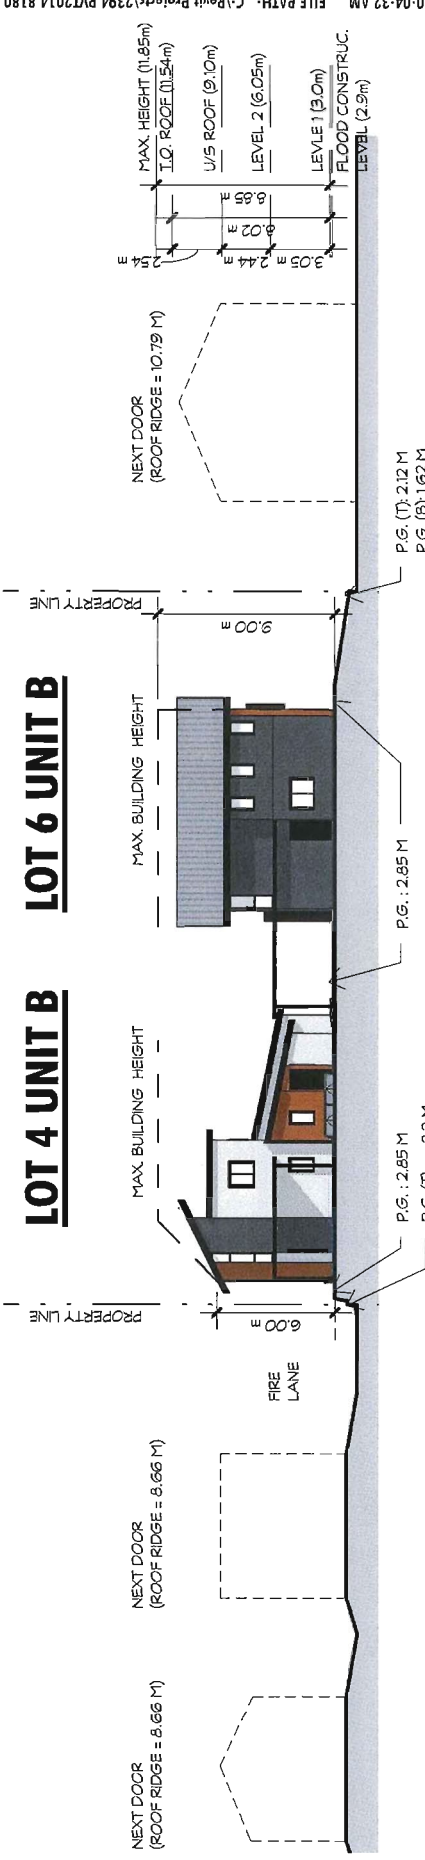 NEXT DOOR
(ROOF RIDGE = 8.66 M)
NEXT DOOR
(ROOF RIDGE = 8.66 M)
FIRE
LANE
PROPERTY LINE
6.00 m
LOT 4 UNIT B
MAX. BUILDING HEIGHT
P.G. : 2.85 M
LOT 6 UNIT B
MAX. BUILDING HEIGHT
P.G. : 2.85 M
9.00 m
PROPERTY LINE
P.G. (T): 2.12 M
P.G. (B): 1.62 M
NEXT DOOR
(ROOF RIDGE = 10.79 M)
2.54 m
2.44 m
3.05 m
8.02 m
8.85 m
MAX. HEIGHT (11.85m)
T.O. ROOF (11.54m)
U/S ROOF (9.10m)
LEVEL 2 (6.05m)
LEVLE 1 (3.0m)
FLOOD CONSTRUC.
LEVEL (2.9m)